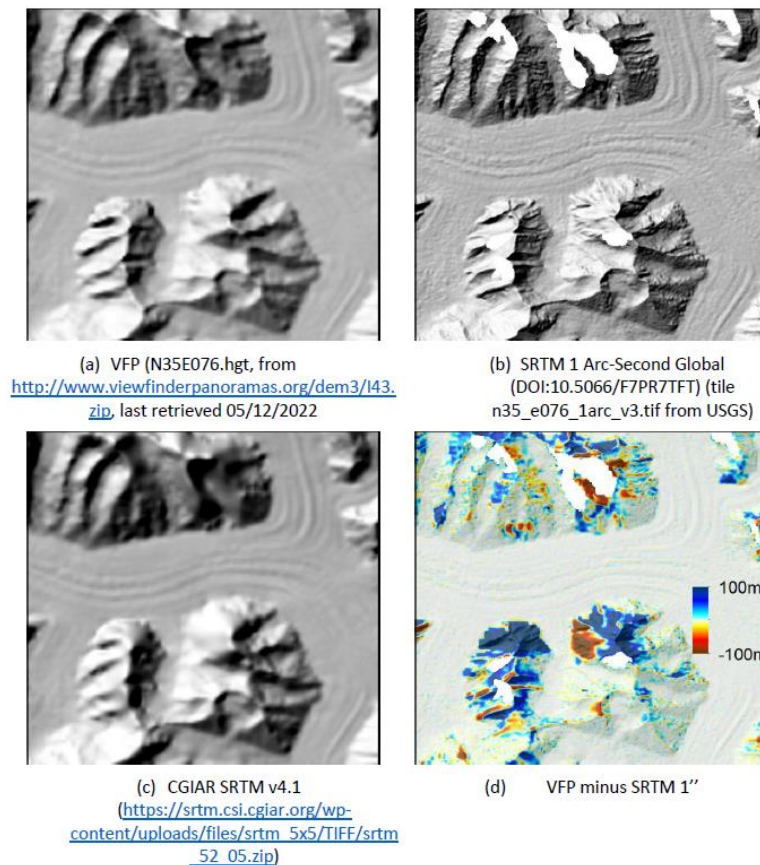 (a) VFP (N35E076.hgt, from
http://www.viewfinderpanoramas.org/dem3/I43.
zip, last retrieved 05/12/2022
(b) SRTM 1 Arc-Second Global
(DOI:10.5066/F7PR7TFT) (tile
n35_e076_1arc_v3.tif from USGS)
100m
-100m
(c) CGIAR SRTM v4.1
(https://srtm.csi.cgiar.org/wp-
content/uploads/files/srtm_5x5/TIFF/srtm
_52_05.zip)
(d) VFP minus SRTM 1’’